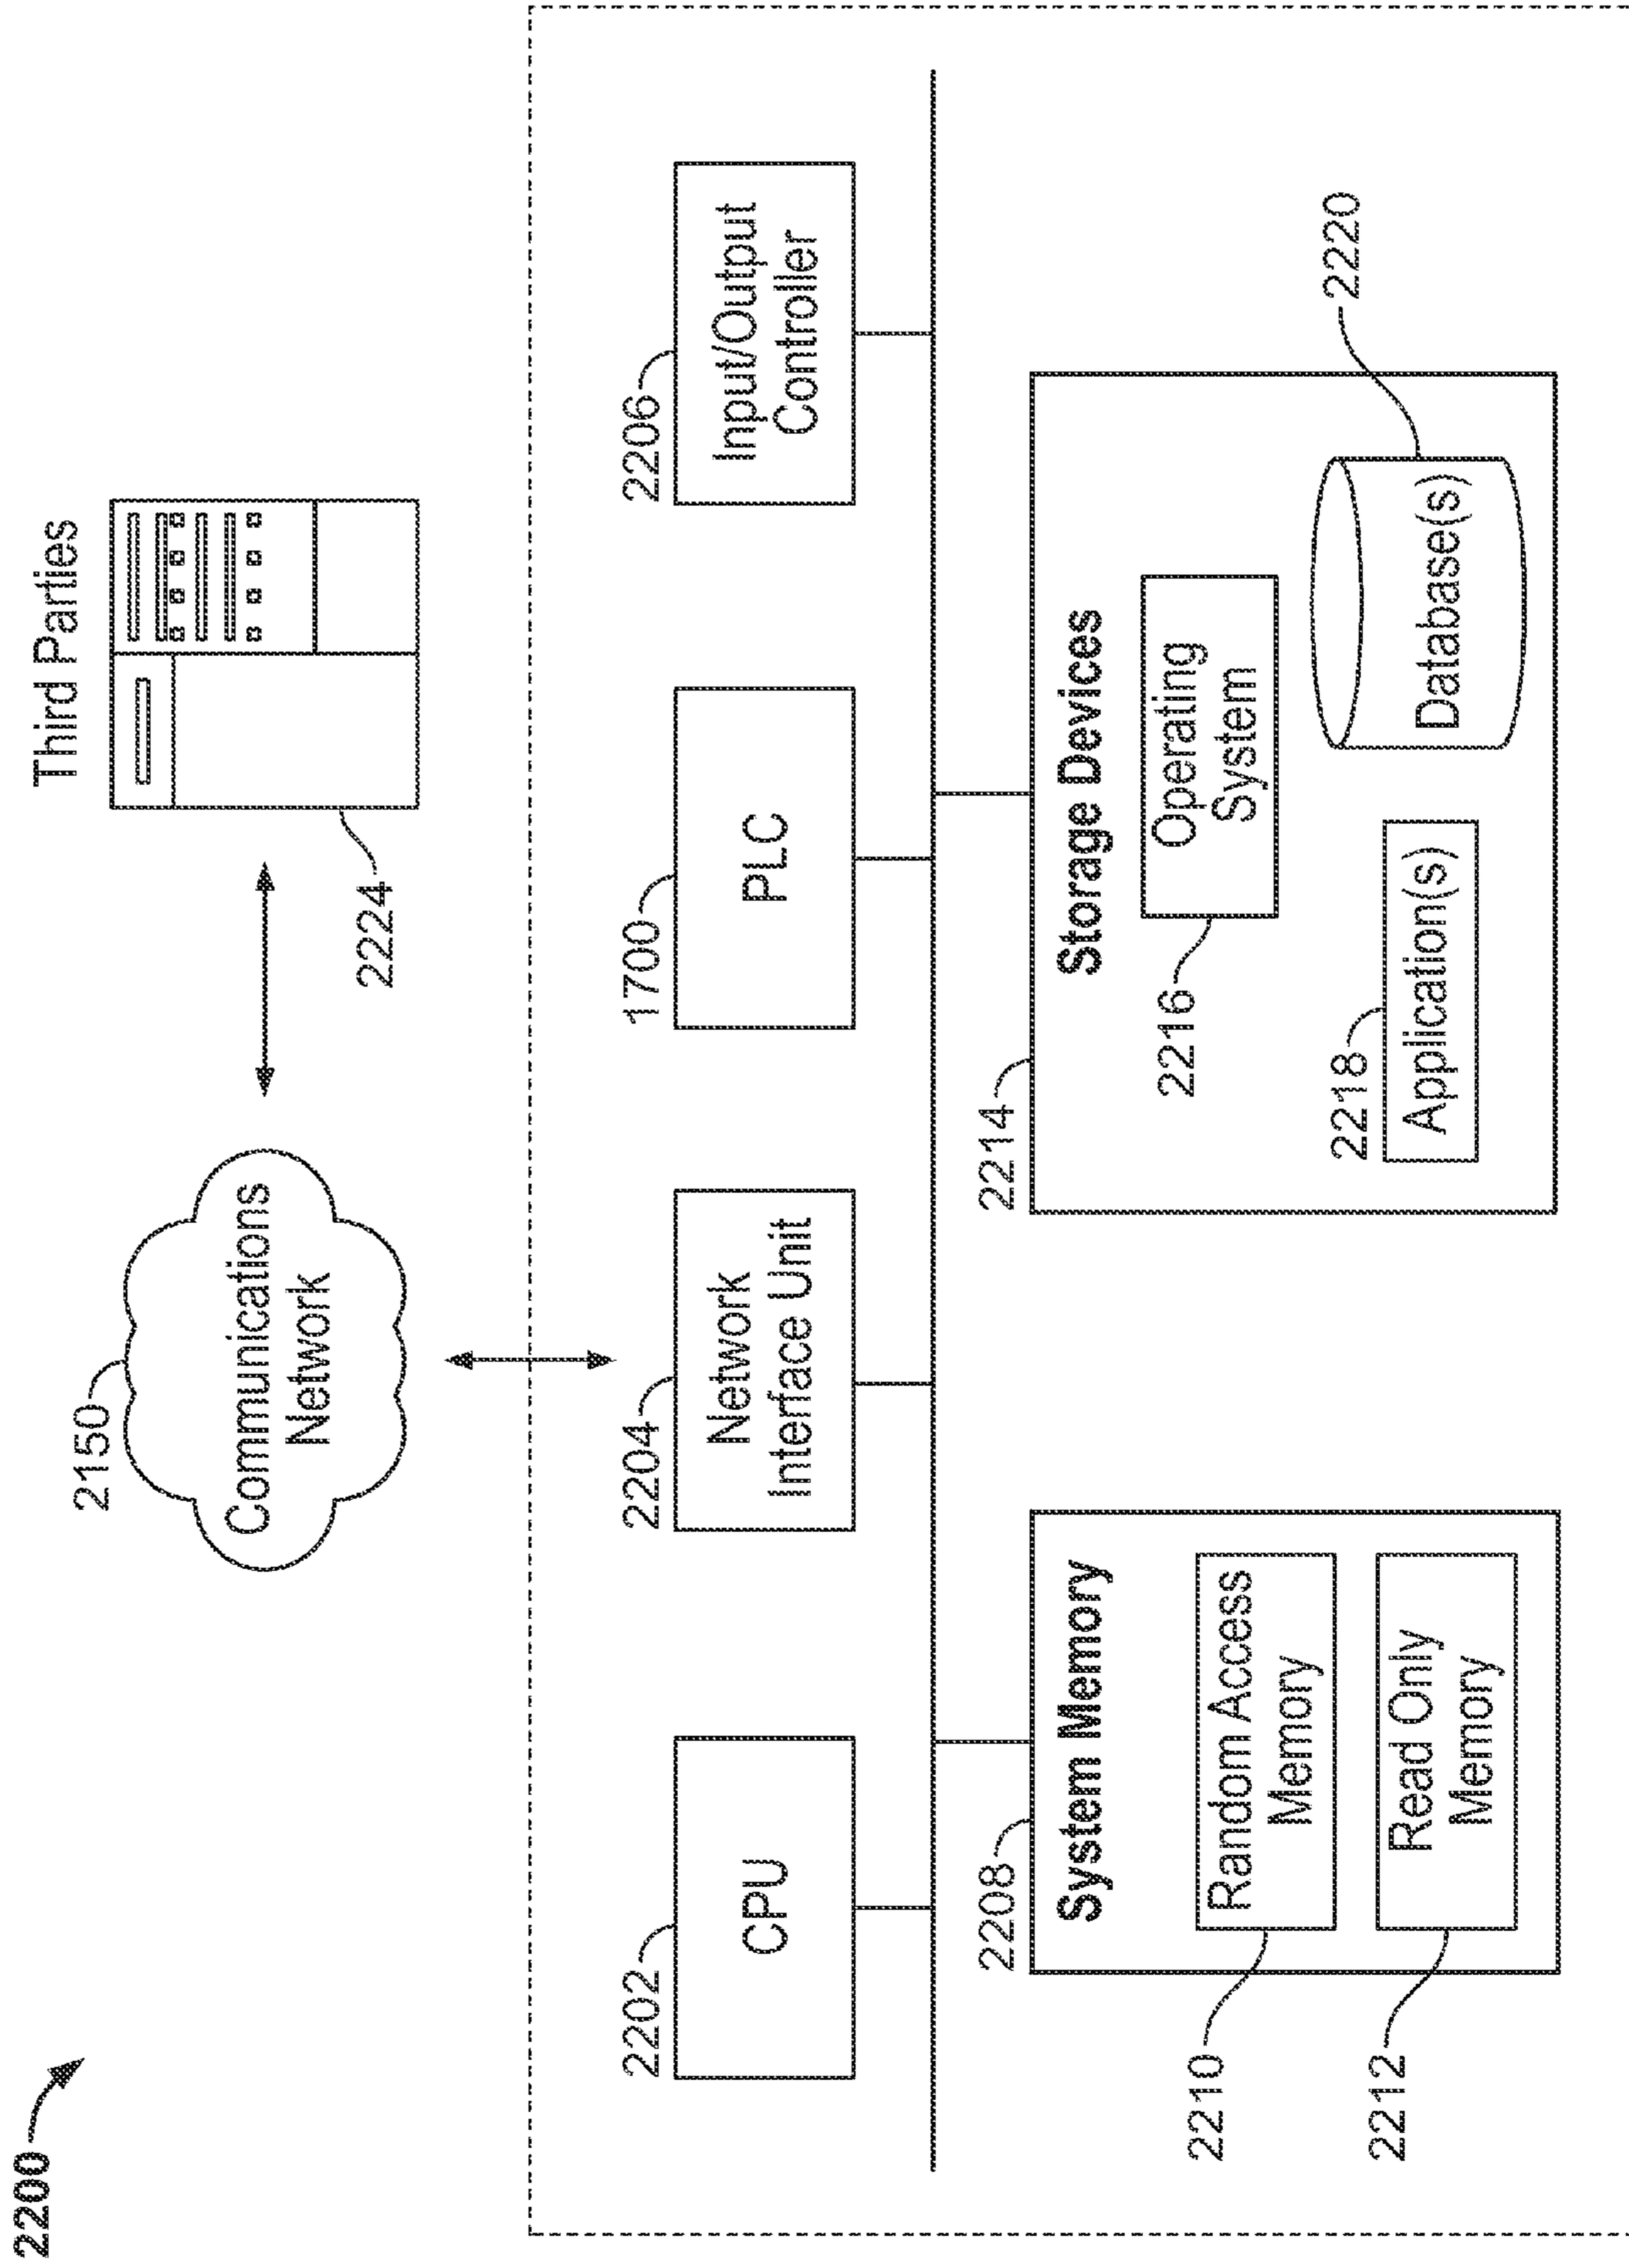 2200
2150
Communications
Network
Third Parties
2224
2202
CPU
2204
Network
Interface Unit
1700
PLC
2206
Input/Output
Controller
2208
System Memory
2210
Random Access
Memory
2212
Read Only
Memory
2214
Storage Devices
2216
Operating
System
2218
Application(s)
2220
Database(s)